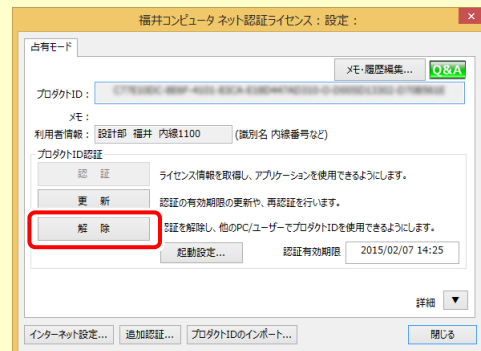 福井コンピュータ ネット認証ライセンス：設定：
占有モード
メモ・履歴編集... Q&A
プロダクトID：
メモ：
利用者情報： 設計部 福井 内線1100 (識別名 内線番号など)
プロダクトID認証
認 証 ライセンス情報を取得し、アプリケーションを使用できるようにします。
更 新 認証の有効期限の更新や、再認証を行います。
解 除 認証を解除し、他のPC/ユーザーでプロダクトIDを使用できるようにします。
起動設定... 認証有効期限 2015/02/07 14:25
詳細 ▼
インターネット設定... 追加認証... プロダクトIDのインポート... 閉じる